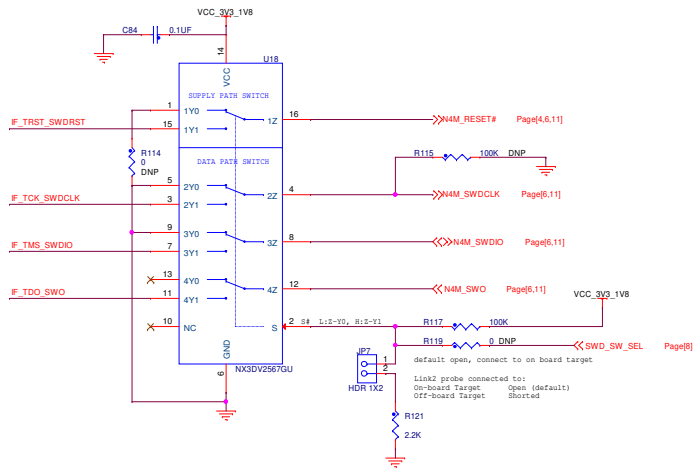 VCC_3V3_1V8
C84 0.1UF
14
U18
VCC
SUPPLY PATH SWITCH
1 1Y0
1Z 16 N4M_RESET# Page[4,6,11]
IF_TRST_SWDRST 15 1Y1
R114
0
DNP
DATA PATH SWITCH
R115 100K DNP
5 2Y0
2Z 4 N4M_SWDCLK Page[6,11]
IF_TCK_SWDCLK 3 2Y1
9 3Y0
3Z 8 N4M_SWDIO Page[6,11]
IF_TMS_SWDIO 7 3Y1
13 4Y0
4Z 12 N4M_SWO Page[6,11]
IF_TDO_SWO 11 4Y1
VCC_3V3_1V8
10 NC
S 2 S# L:Z-Y0, H:Z-Y1
R117 100K
R119 0 DNP SWD_SW_SEL Page[8]
GND
6
NX3DV2567GU
JP7
1
2
HDR 1X2
default open, connect to on board target
Link2 probe connected to:
On-board Target Open (default)
Off-board Target Shorted
R121
2.2K